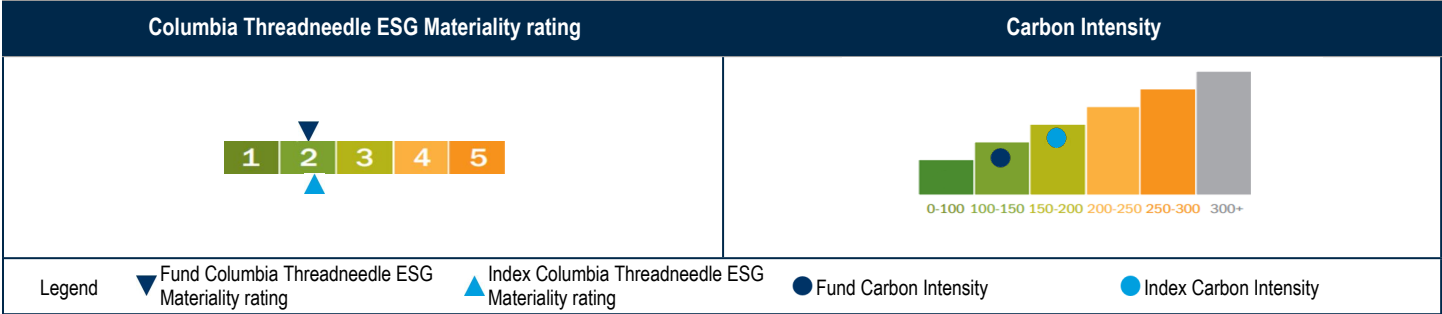 Columbia Threadneedle ESG Materiality rating
Carbon Intensity
1 2 3 4 5
0-100 100-150 150-200 200-250 250-300 300+
Legend
Fund Columbia Threadneedle ESG
Materiality rating
Index Columbia Threadneedle ESG
Materiality rating
Fund Carbon Intensity
Index Carbon Intensity